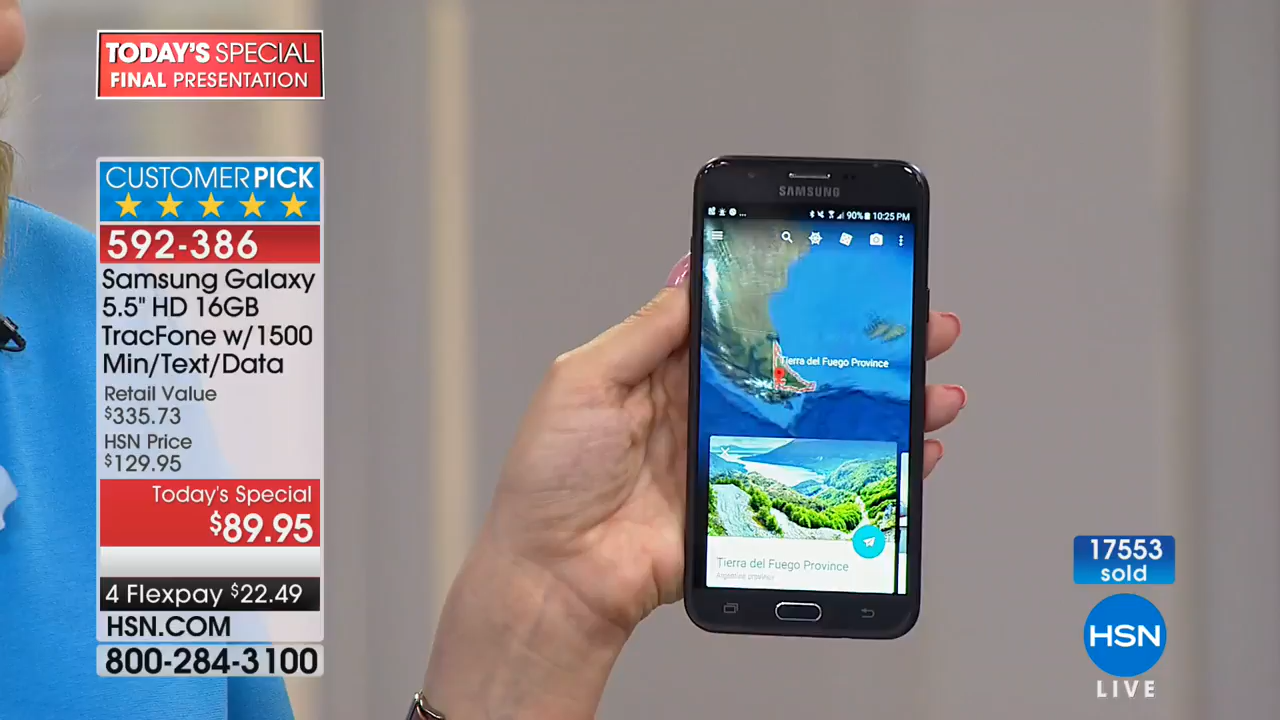 TODAY'S SPECIAL
FINAL PRESENTATION
CUSTOMER PICK
592-386
Samsung Galaxy
5.5" HD 16GB
TracFone w/1500
Min/Text/Data
Retail Value
$335.73
HSN Price
$129.95
Today's Special
$89.95
4 Flexpay $22.49
HSN.COM
800-284-3100
SAMSUNG
... 90% 10:25 PM
Tierra del Fuego Province
Tierra del Fuego Province
Argentine province
17553
sold
HSN
LIVE